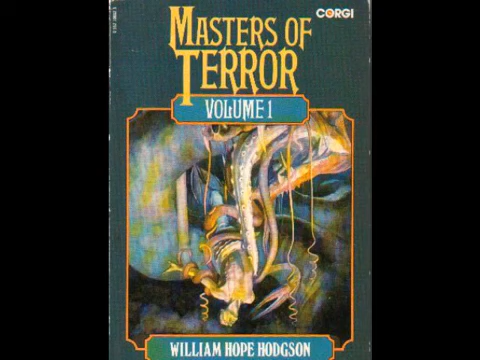 MASTERS OF
CORGI
TERROR
VOLUME 1
WILLIAM HOPE HODGSON